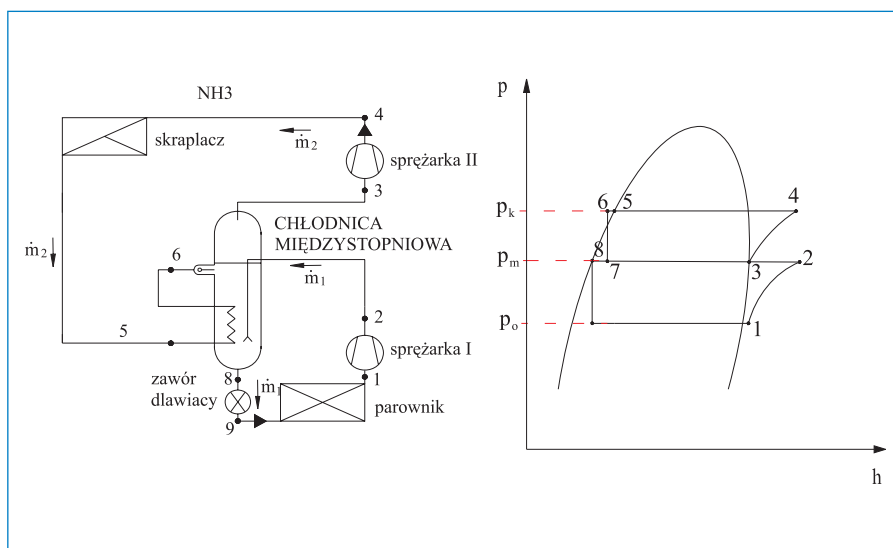 NH3
skraplacz
ṁ₂
4
sprężarka II
3
CHŁODNICA
MIĘDZYSTOPNIOWA
ṁ₂
6
ṁ₁
5
2
sprężarka I
8
ṁ₁
1
zawór
dlawiacy
parownik
9
p
pₖ
6 5
4
pₘ
8
7
3
2
pₒ
1
h